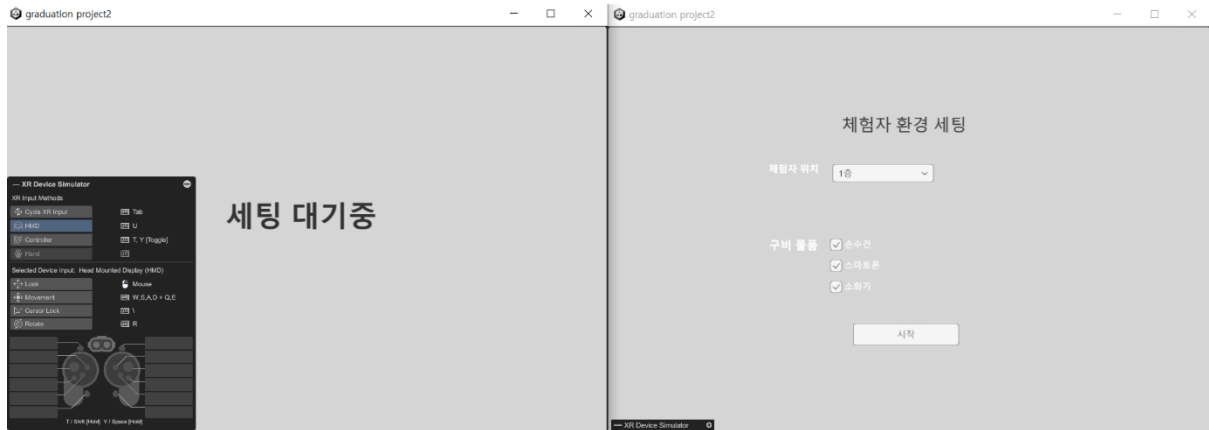 graduation project2
세팅 대기중
— XR Device Simulator
XR Input Methods
Cycle XR Input Tab
HMD U
Controller T, Y [Toggle]
Hand
Selected Device Input: Head Mounted Display (HMD)
Look Mouse
Movement W,S,A,D + Q,E
Cursor Lock \
Rotate R
T / Shift [Hold] Y / Space [Hold]
graduation project2
체험자 환경 세팅
체험자 위치 1층
구비 물품 손수건
스마트폰
소화기
시작
— XR Device Simulator